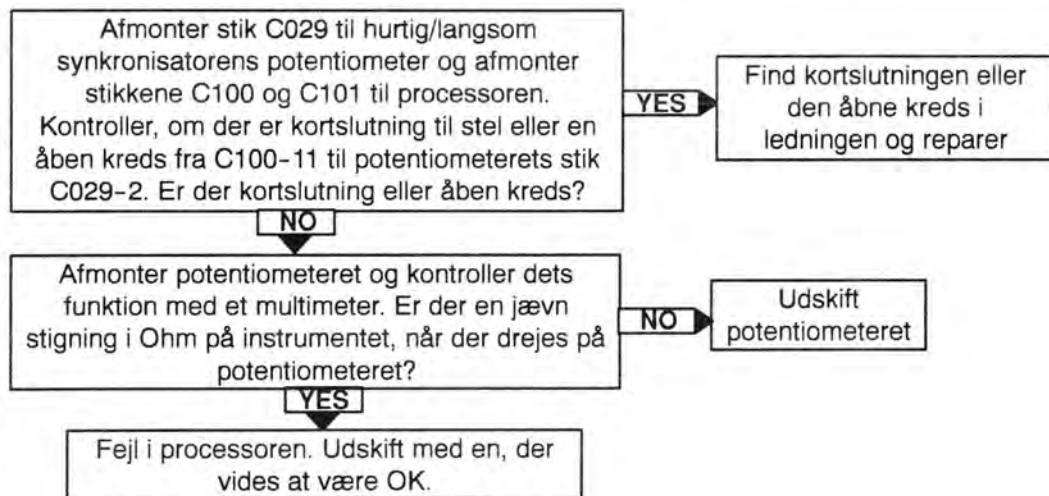 Afmonter stik C029 til hurtig/langsom
synkronisatorens potentiometer og afmonter
stikkene C100 og C101 til processoren.
Kontroller, om der er kortslutning til stel eller en
åben kreds fra C100-11 til potentiometerets stik
C029-2. Er der kortslutning eller åben kreds?
YES
Find kortslutningen eller
den åbne kreds i
ledningen og reparer
NO
Afmonter potentiometeret og kontroller dets
funktion med et multimeter. Er der en jævn
stigning i Ohm på instrumentet, når der drejes på
potentiometeret?
NO
Udskift
potentiometeret
YES
Fejl i processoren. Udskift med en, der
vides at være OK.